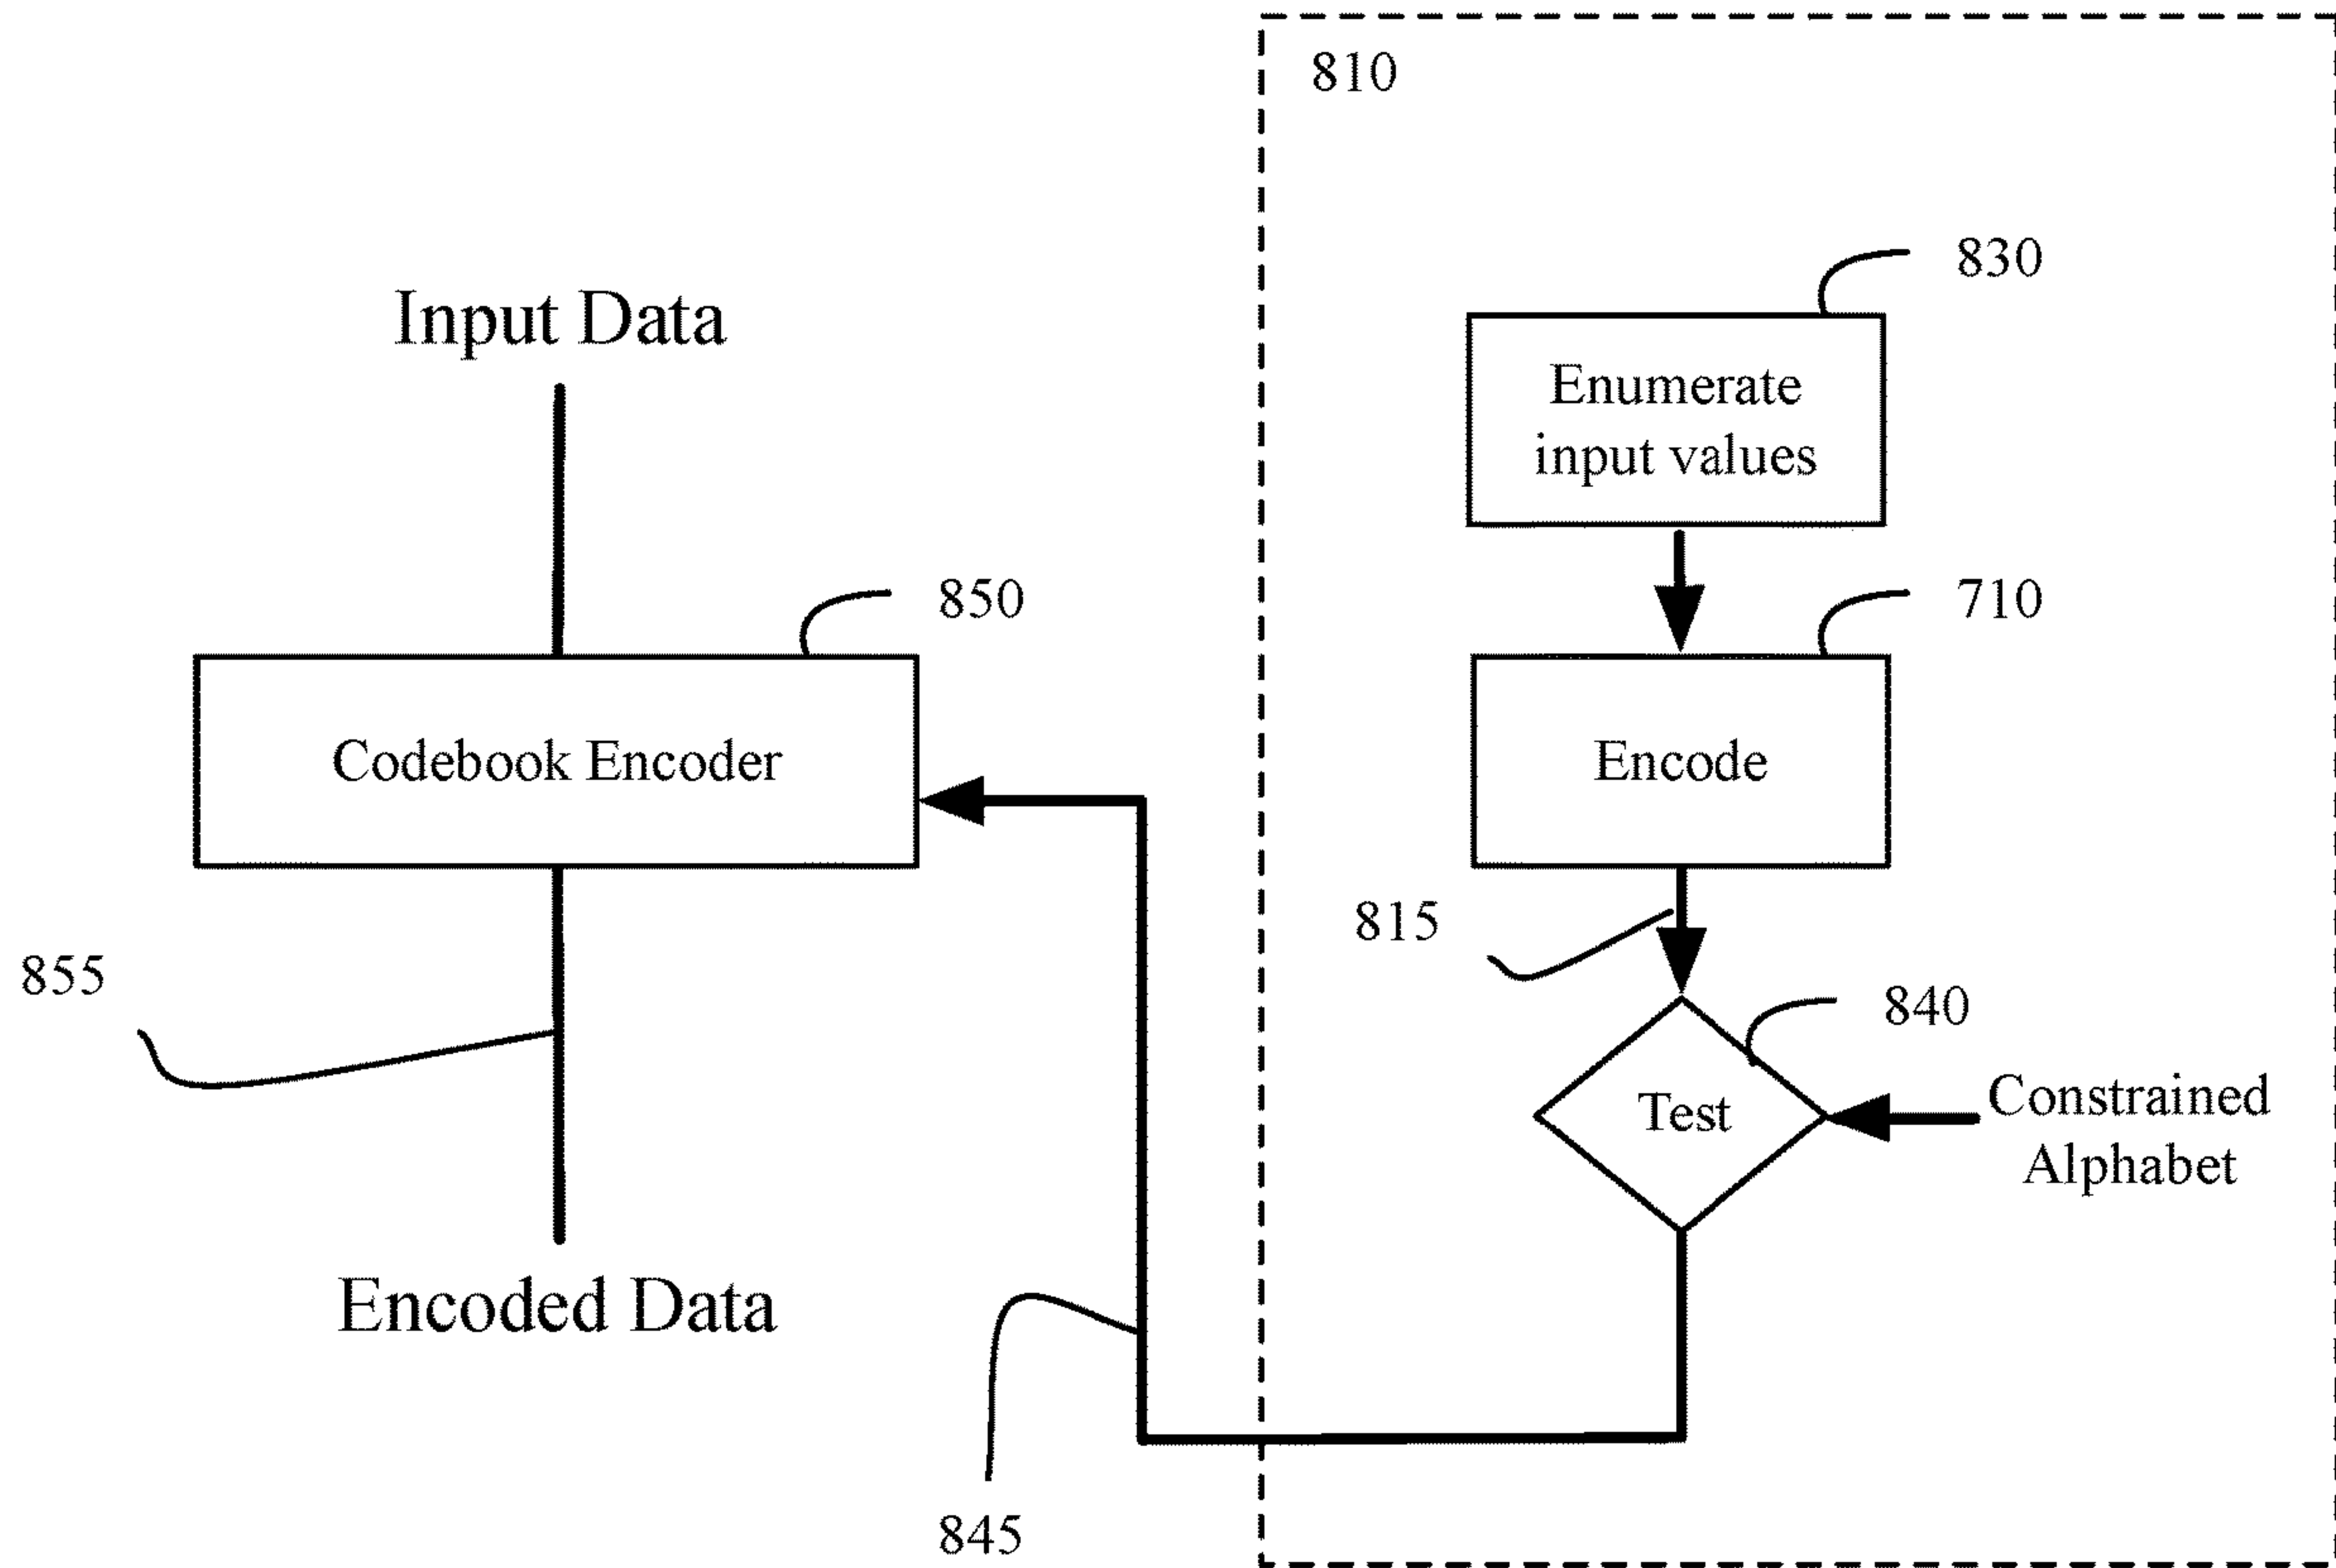 810
830
Enumerate
input values
Input Data
850
710
Codebook Encoder
Encode
815
855
840
Test
Constrained
Alphabet
Encoded Data
845